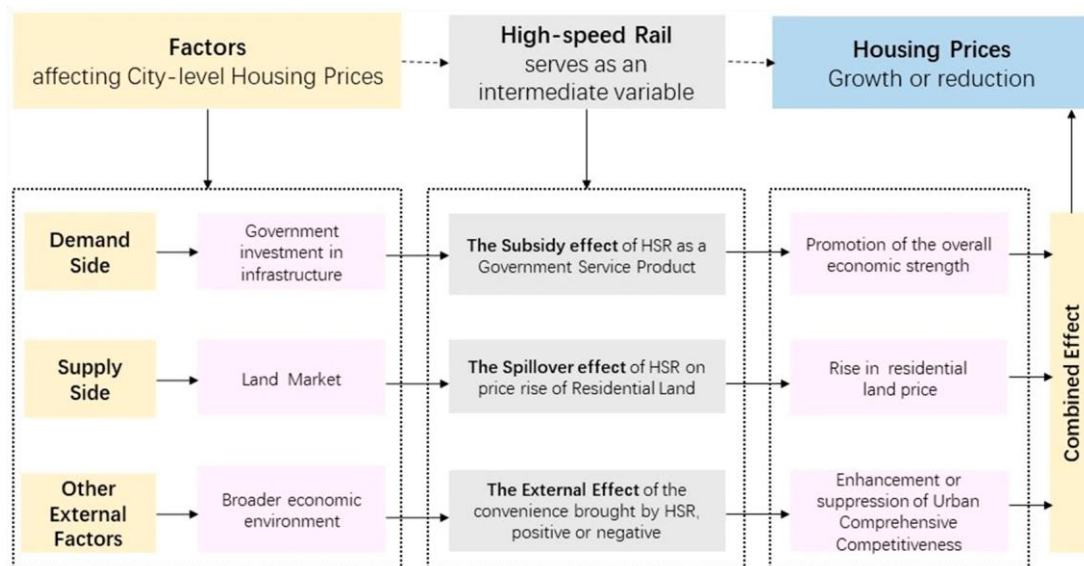 Factors
affecting City-level Housing Prices
High-speed Rail
serves as an
intermediate variable
Housing Prices
Growth or reduction
Demand
Side
Government
investment in
infrastructure
The Subsidy effect of HSR as a
Government Service Product
Promotion of the overall
economic strength
Supply
Side
Land Market
The Spillover effect of HSR on
price rise of Residential Land
Rise in residential
land price
Other
External
Factors
Broader economic
environment
The External Effect of the
convenience brought by HSR,
positive or negative
Enhancement or
suppression of Urban
Comprehensive
Competitiveness
Combined Effect